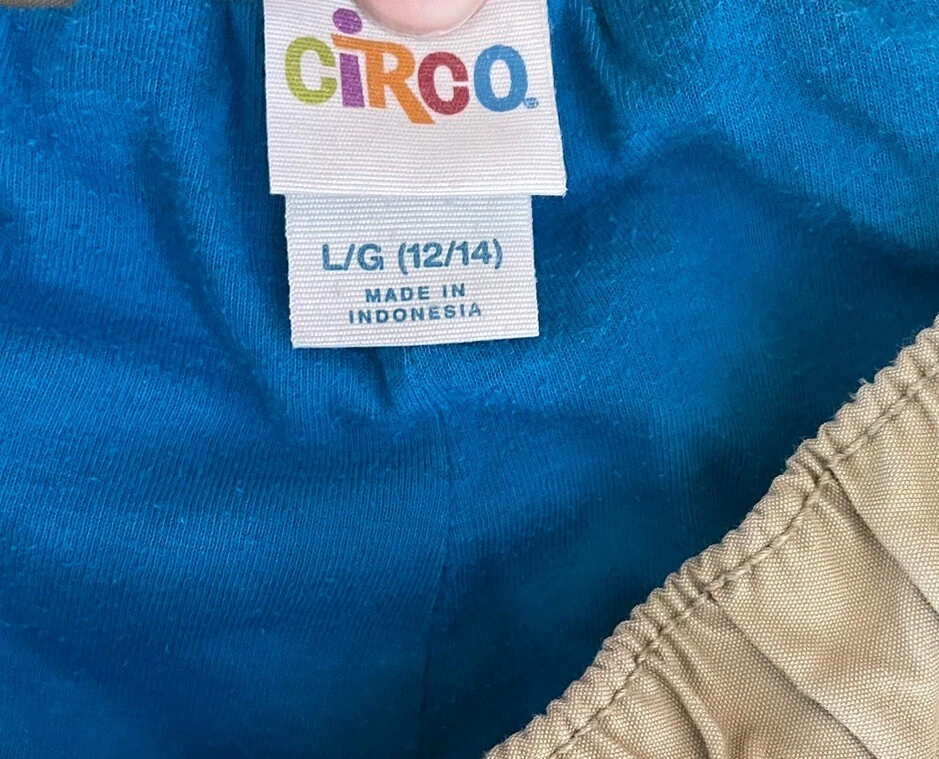 CiRCO.
L/G (12/14)
MADE IN
INDONESIA